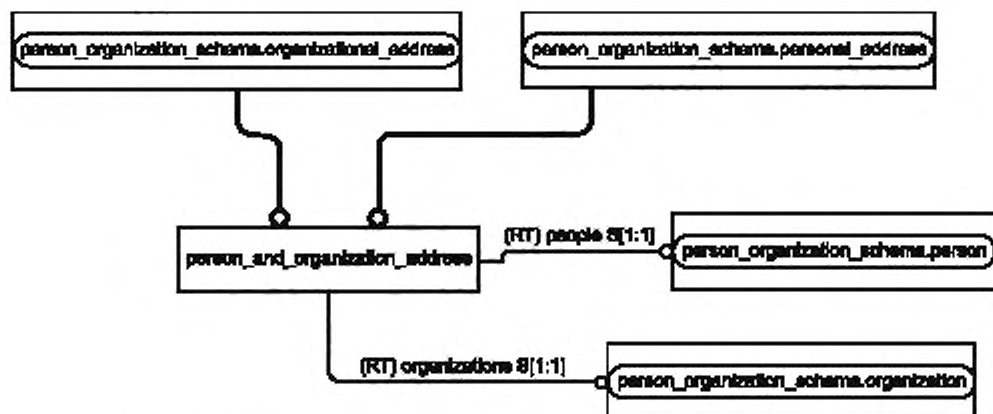 person_organization_schema.organizational_address
person_organization_schema.personal_address
(RT) people S[1:1]
person_and_organization_address
person_organization_schema.person
(RT) organizations S[1:1]
person_organization_schema.organization